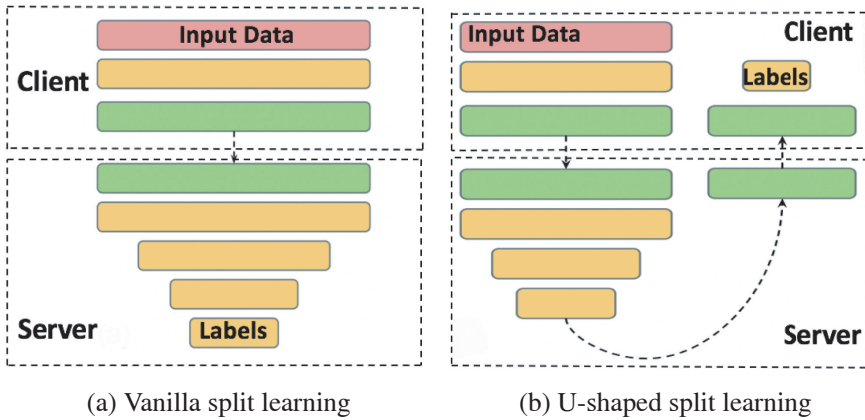 Input Data
Client
Server
Labels
(a) Vanilla split learning
Input Data
Client
Labels
Server
(b) U-shaped split learning